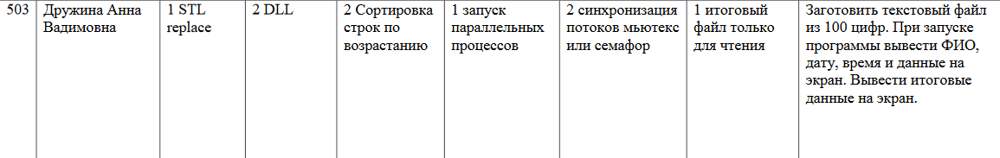 503
Дружина Анна
Вадимовна
1 STL
replace
2 DLL
2 Сортировка
строк по
возрастанию
1 запуск
параллельных
процессов
2 синхронизация
потоков мьютекс
или семафор
1 итоговый
файл только
для чтения
Заготовить текстовый файл
из 100 цифр. При запуске
программы вывести ФИО,
дату, время и данные на
экран. Вывести итоговые
данные на экран.